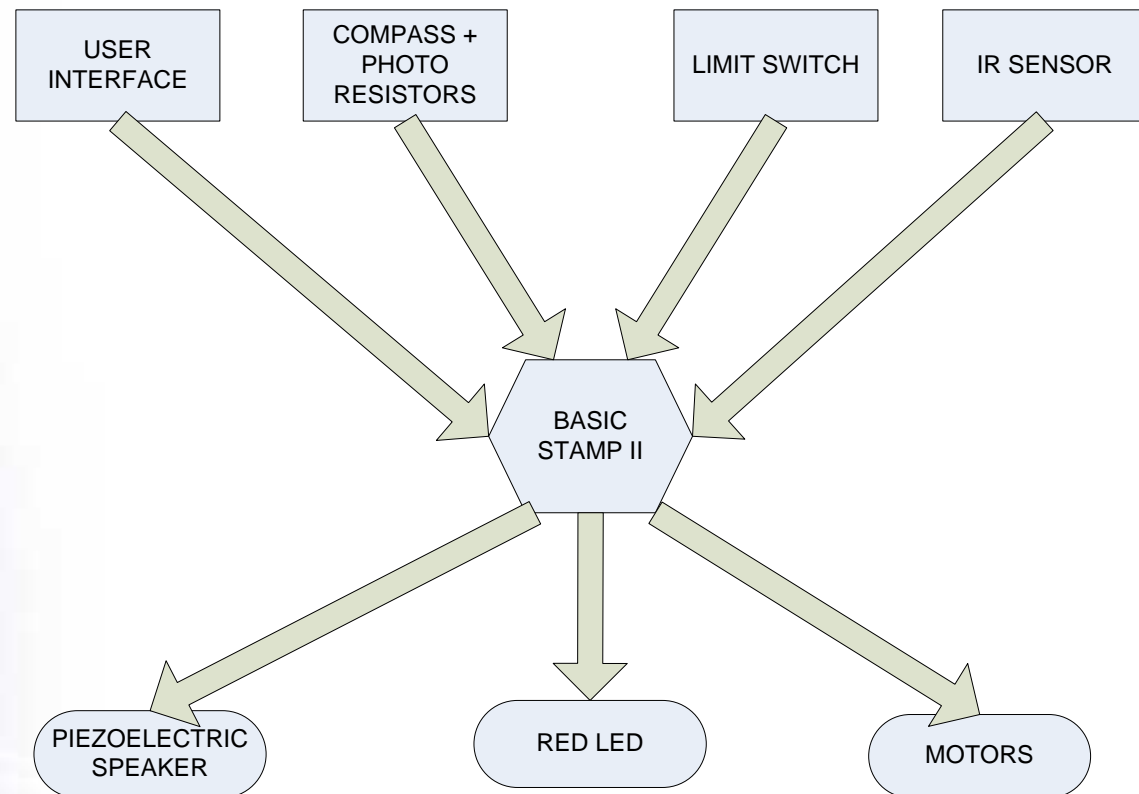 USER
INTERFACE
COMPASS +
PHOTO
RESISTORS
LIMIT SWITCH
IR SENSOR
BASIC
STAMP II
PIEZOELECTRIC
SPEAKER
RED LED
MOTORS